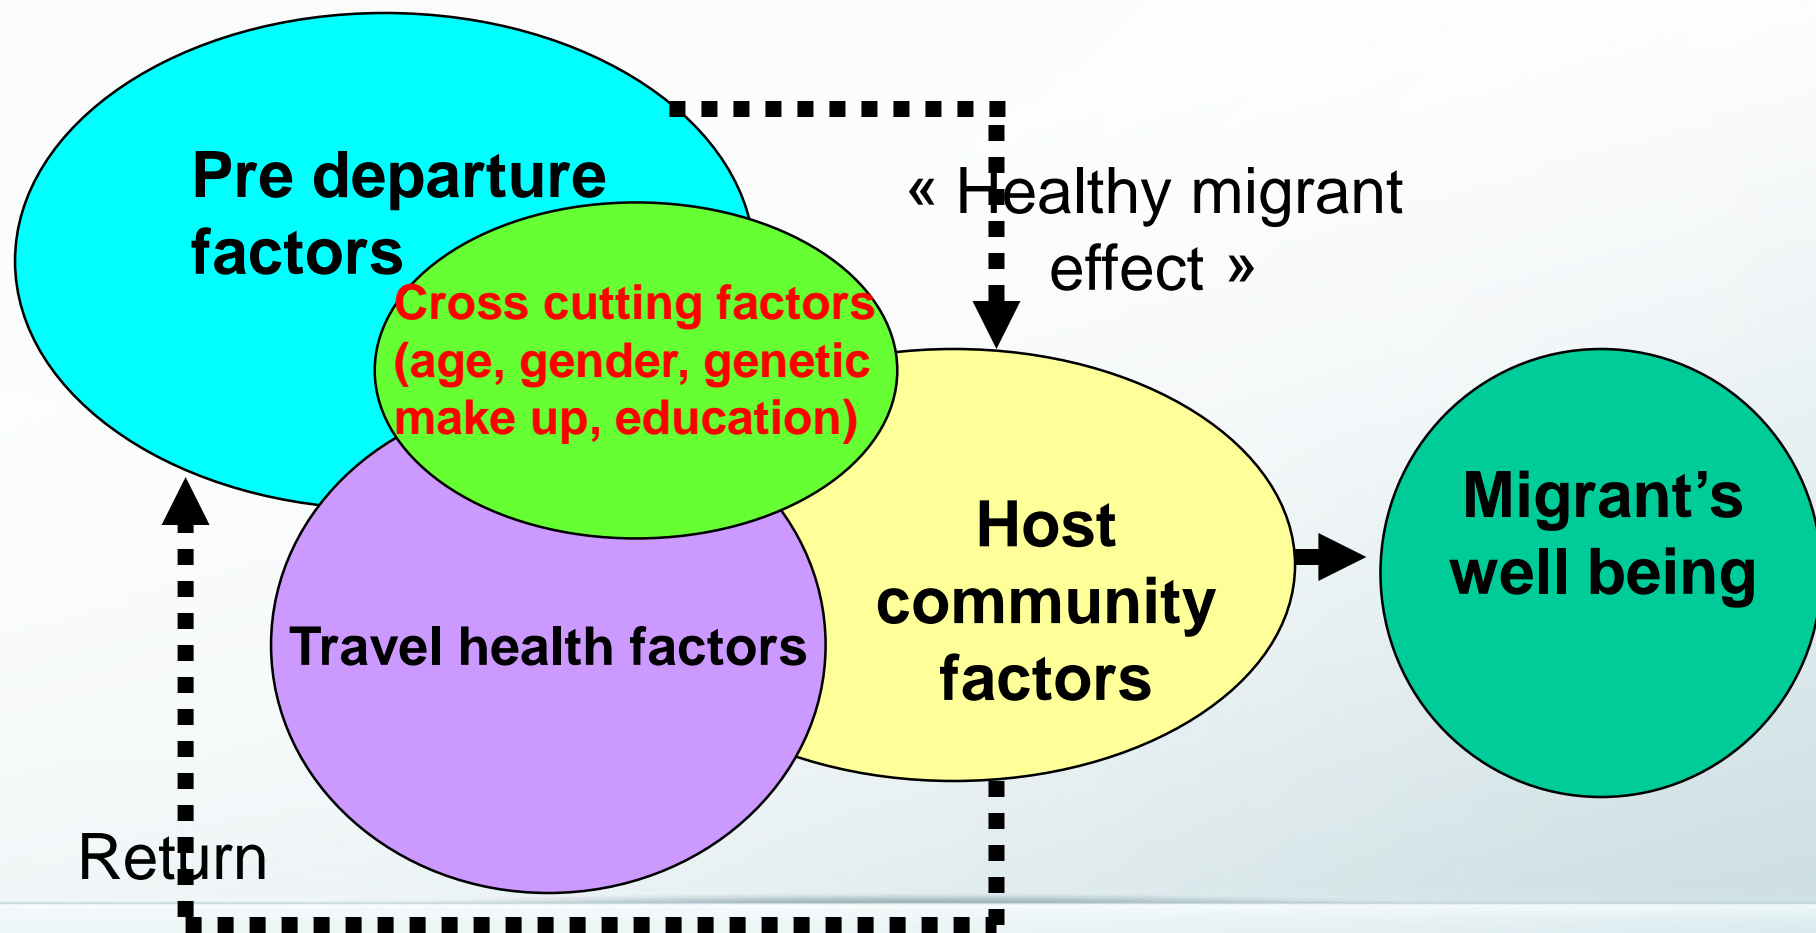 Pre departure
factors
« Healthy migrant
effect »
Cross cutting factors
(age, gender, genetic
make up, education)
Host
community
factors
Migrant’s
well being
Travel health factors
Return